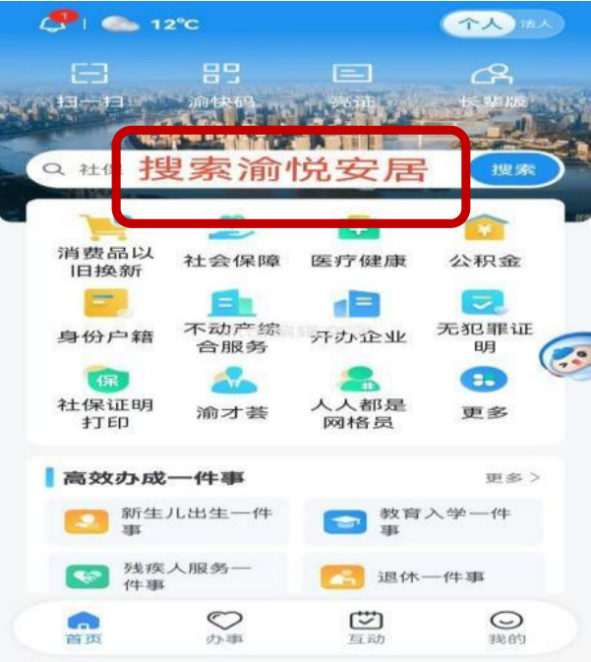 1
12°C
个人 法人
扫一扫 渝快码 亮证 长辈版
社保 搜索渝悦安居 搜索
消费品以旧换新 社会保障 医疗健康 公积金
身份户籍 不动产综合服务 开办企业 无犯罪证明
保
社保证明打印 渝才荟 人人都是网格员 更多
高效办成一件事 更多 >
新生儿出生一件事 教育入学一件事
残疾人服务一件事 退休一件事
首页 办事 互动 我的